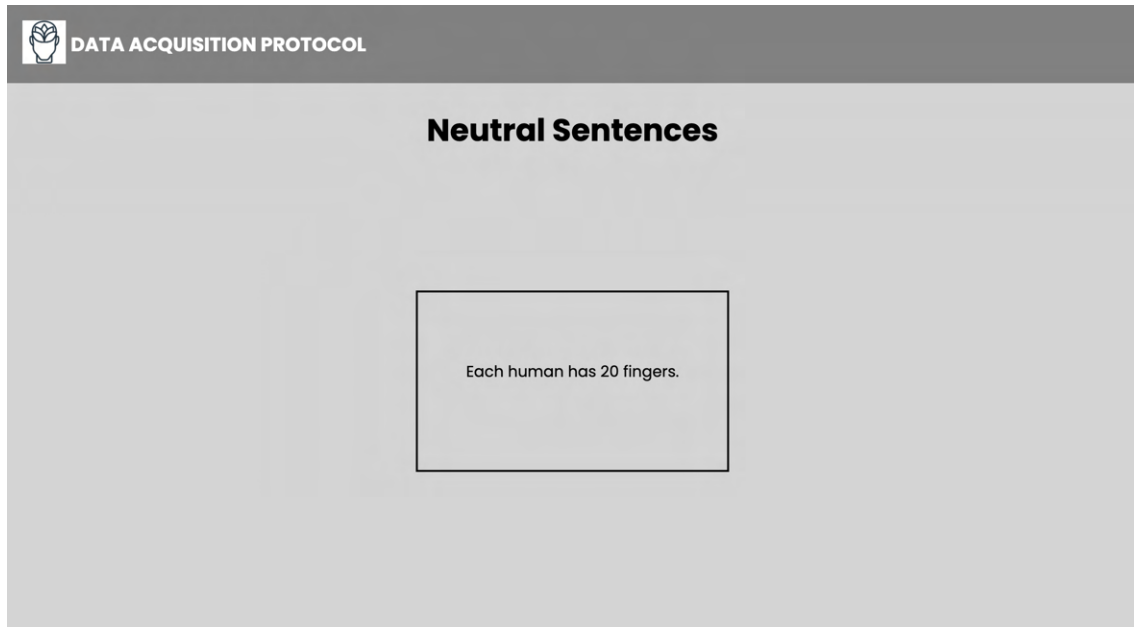 DATA ACQUISITION PROTOCOL
Neutral Sentences
Each human has 20 fingers.